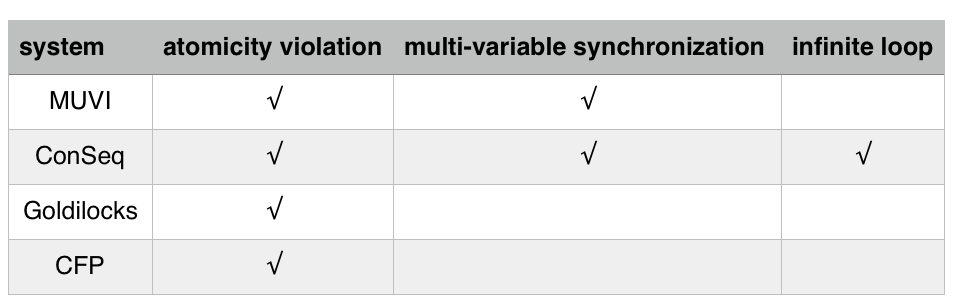 system atomicity violation multi-variable synchronization infinite loop
MUVI √ √
ConSeq √ √ √
Goldilocks √
CFP √